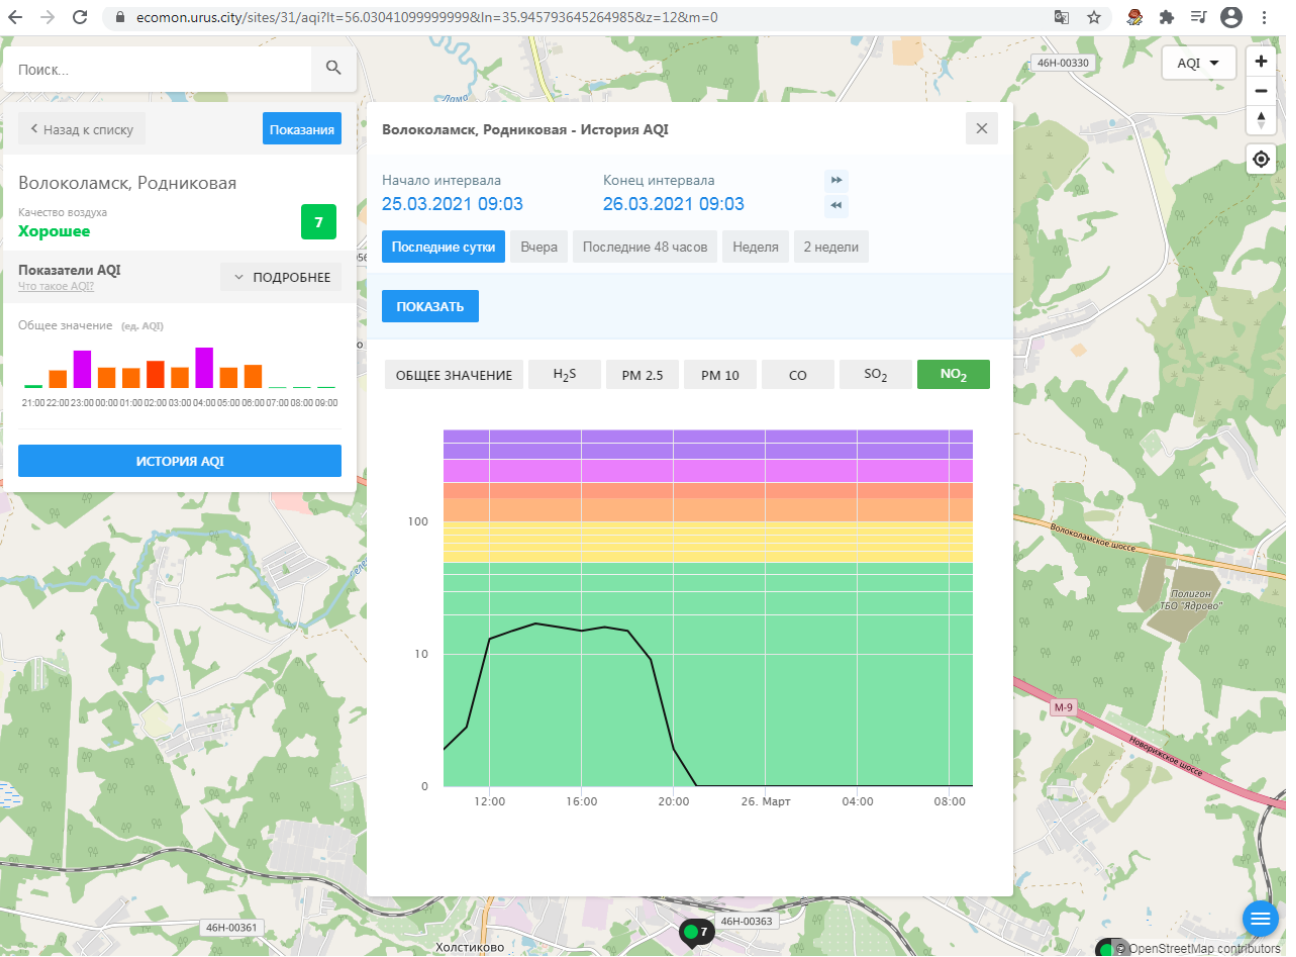 ecomon.urus.city/sites/31/aqi?lt=56.03041099999999&ln=35.945793645264985&z=12&m=0
Поиск...
46Н-00330
AQI
Назад к списку
Показания
Волоколамск, Родниковая - История AQI
Волоколамск, Родниковая
Качество воздуха
Хорошее
7
Начало интервала
Конец интервала
25.03.2021 09:03
26.03.2021 09:03
Последние сутки
Вчера
Последние 48 часов
Неделя
2 недели
Показатели AQI
Что такое AQI?
ПОДРОБНЕЕ
ПОКАЗАТЬ
Общее значение (ед. AQI)
21:00 22:00 23:00 00:00 01:00 02:00 03:00 04:00 05:00 06:00 07:00 08:00 09:00
ИСТОРИЯ AQI
ОБЩЕЕ ЗНАЧЕНИЕ
H2S
PM 2.5
PM 10
CO
SO2
NO2
100
10
0
12:00
16:00
20:00
26. Март
04:00
08:00
Волоколамское шоссе
Полигон
ТБО "Ядрово"
М-9
Новорижское шоссе
46Н-00361
46Н-00363
7
Холстиково
© OpenStreetMap contributors